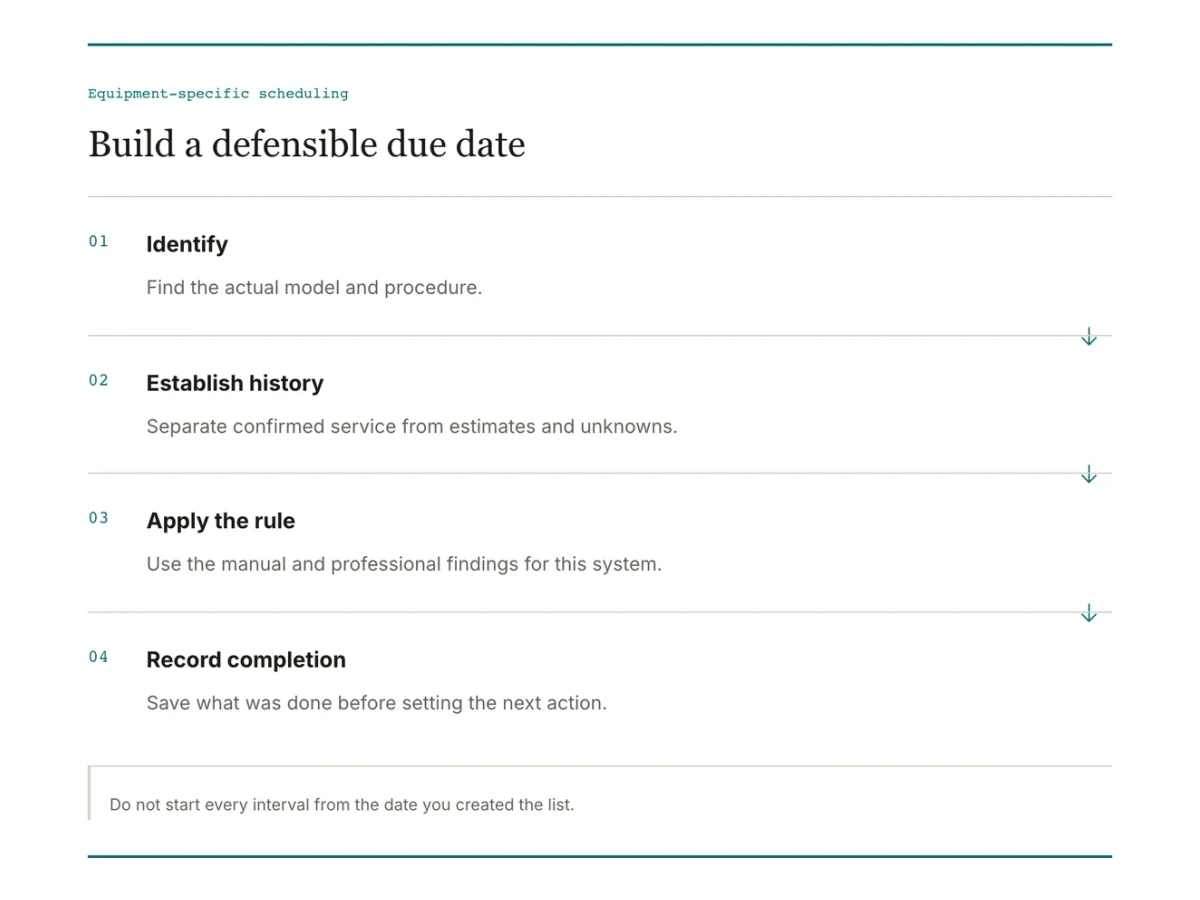 Equipment-specific scheduling
Build a defensible due date
01
Identify
Find the actual model and procedure.
02
Establish history
Separate confirmed service from estimates and unknowns.
03
Apply the rule
Use the manual and professional findings for this system.
04
Record completion
Save what was done before setting the next action.
Do not start every interval from the date you created the list.